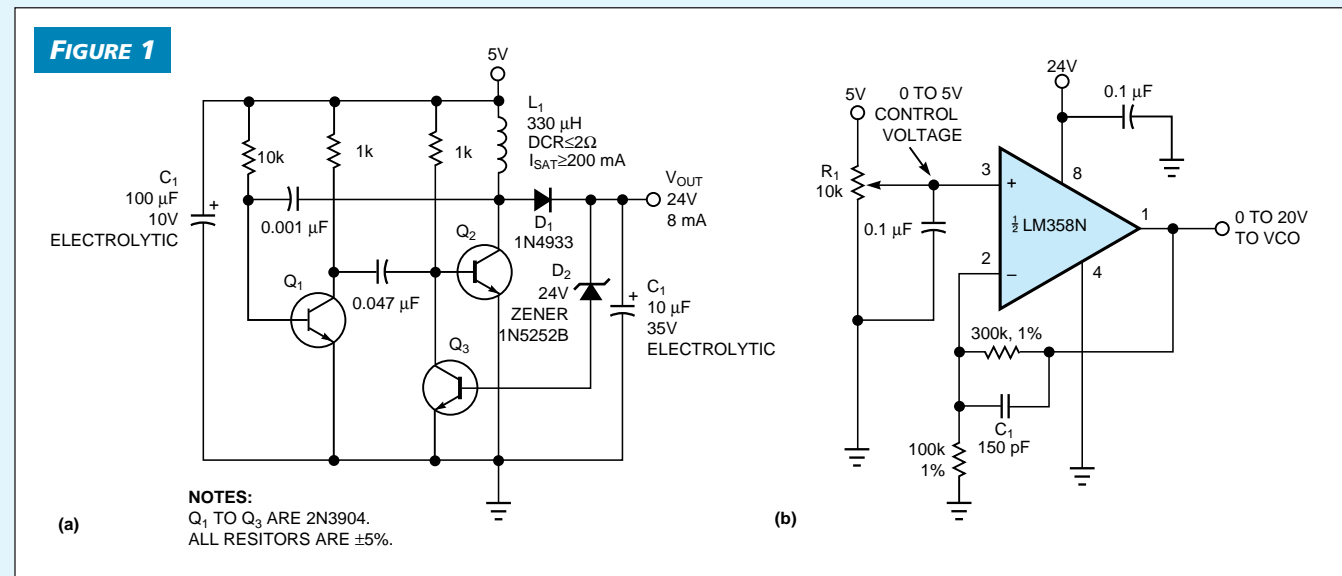 FIGURE 1
5V
L1
330 µH
DCR≤2Ω
ISAT≥200 mA
10k
1k
1k
C1
100 µF
10V
ELECTROLYTIC
+
0.001 µF
D1
1N4933
VOUT
24V
8 mA
Q2
Q1
0.047 µF
D2
24V
ZENER
1N5252B
C1
10 µF
35V
ELECTROLYTIC
+
Q3
NOTES:
Q1 TO Q3 ARE 2N3904.
ALL RESITORS ARE ±5%.
(a)
24V
0.1 µF
5V
0 TO 5V
CONTROL
VOLTAGE
R1
10k
3
+
8
½ LM358N
1
0 TO 20V
TO VCO
0.1 µF
2
–
4
300k, 1%
C1
150 pF
100k
1%
(b)